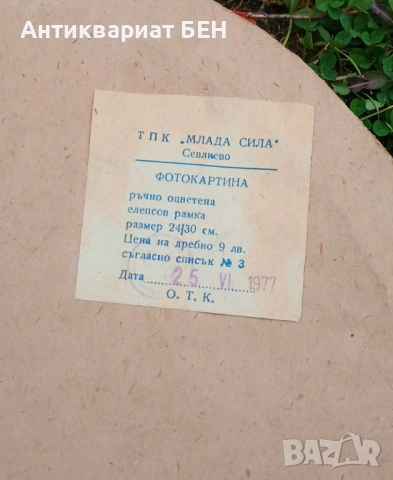 Антиквариат БЕН
ТПК „МЛАДА СИЛА"
Севлиево
ФОТОКАРТИНА
ръчно оцветена
елепсов рамка
размер 24/30 см.
Цена на дребно 9 лв.
съгласно списък № 3
Дата 25 VI 1977
О. Т. К.
BAZAR